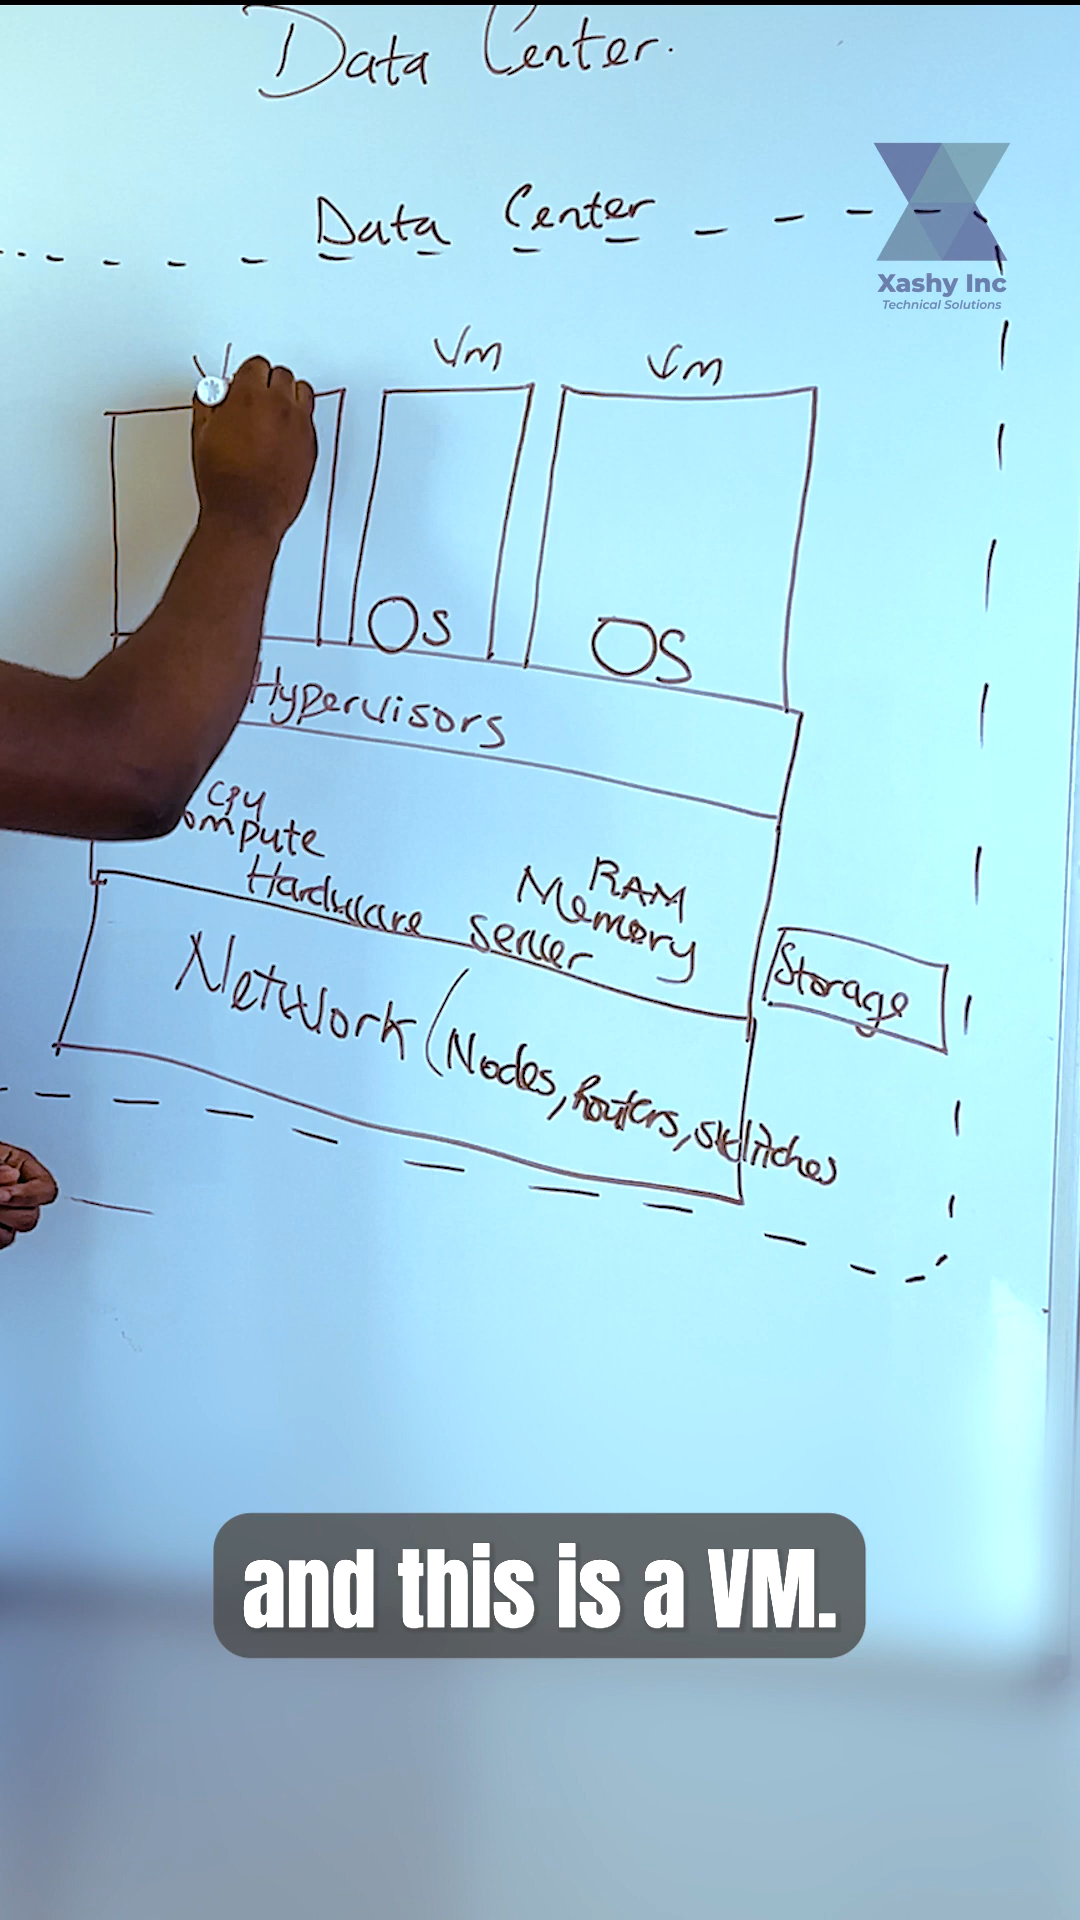 Data Center.
Data Center
Xashy Inc
Technical Solutions
V
Vm
Vm
OS
OS
Hypervisors
CPU
ompute
RAM
Memory
Hardware server
Storage
Network (Nodes, Routers, switches
and this is a VM.